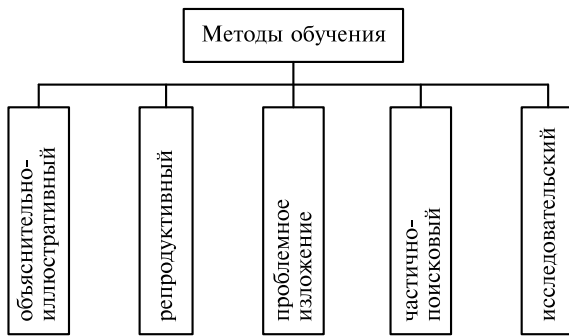 Методы обучения
объяснительно-
иллюстративный
репродуктивный
проблемное
изложение
частично-
поисковый
исследовательский